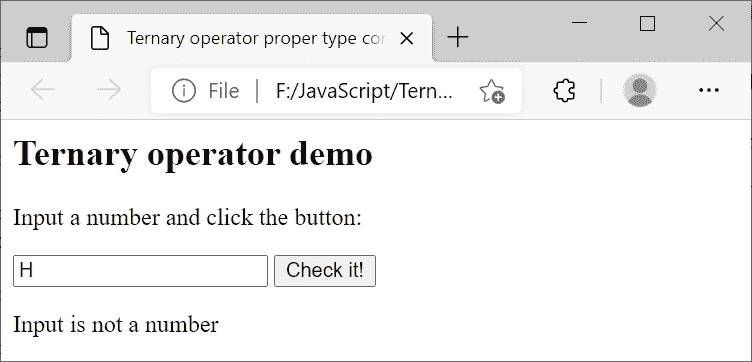 Ternary operator proper type
File
F:/JavaScript/Tern...
Ternary operator demo
Input a number and click the button:
H
Check it!
Input is not a number